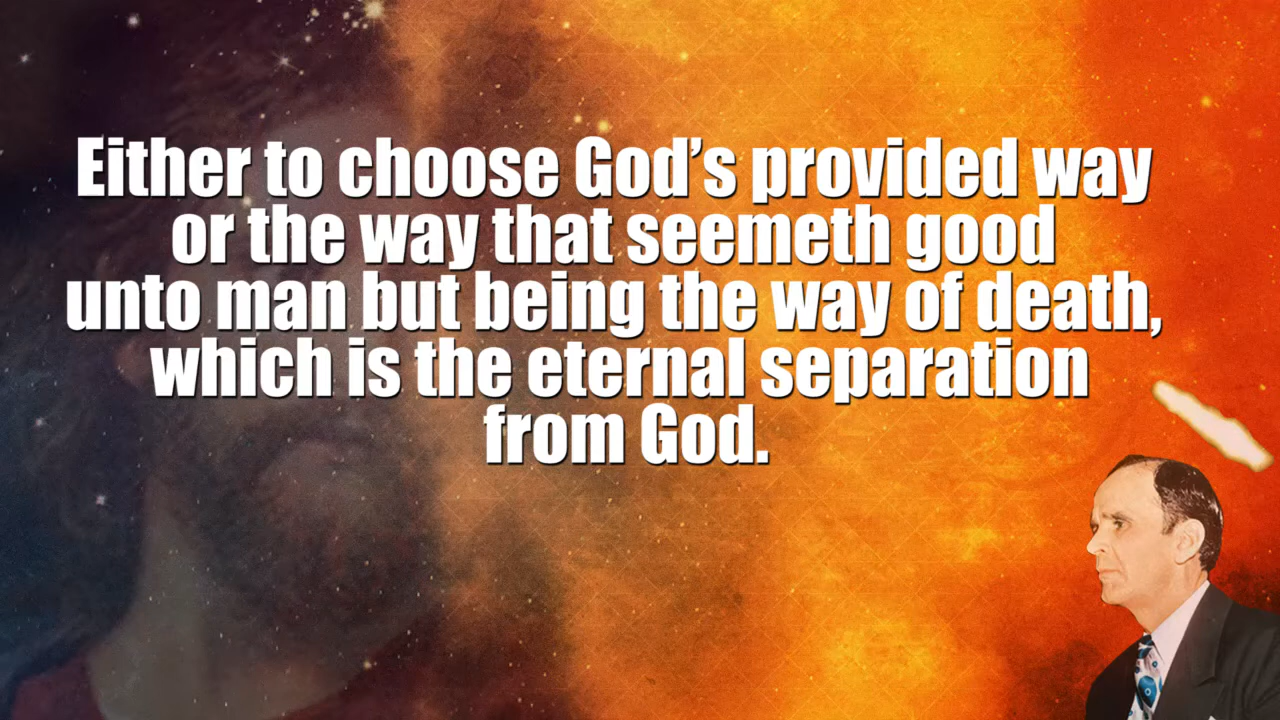 Either to choose God’s provided way
or the way that seemeth good
unto man but being the way of death,
which is the eternal separation
from God.